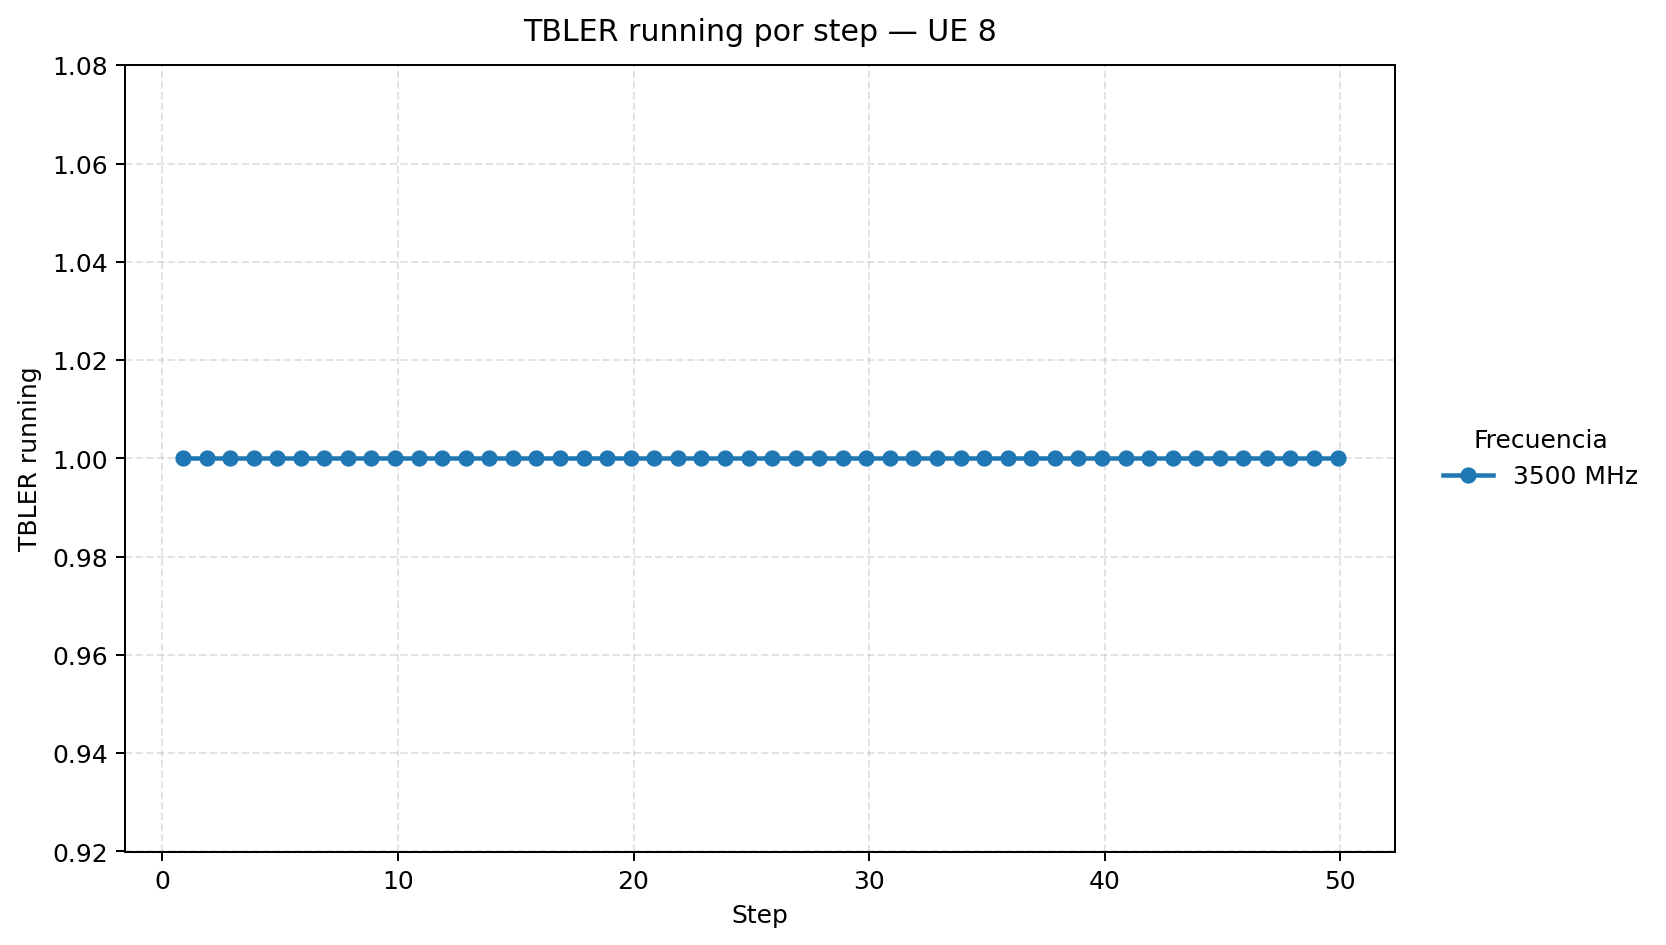 TBLER running por step — UE 8
1.08
1.06
1.04
1.02
1.00
0.98
0.96
0.94
0.92
TBLER running
0 10 20 30 40 50
Step
Frecuencia
3500 MHz